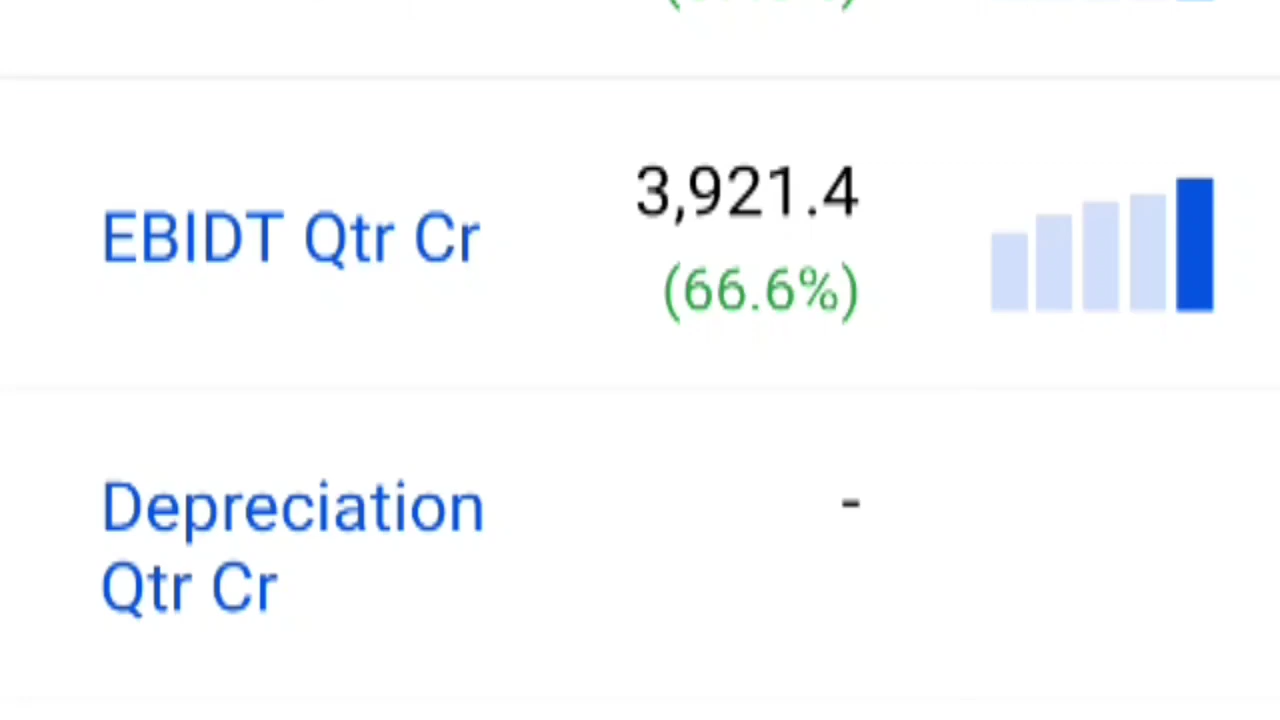 EBIDT Qtr Cr
3,921.4
(66.6%)
Depreciation
Qtr Cr
-